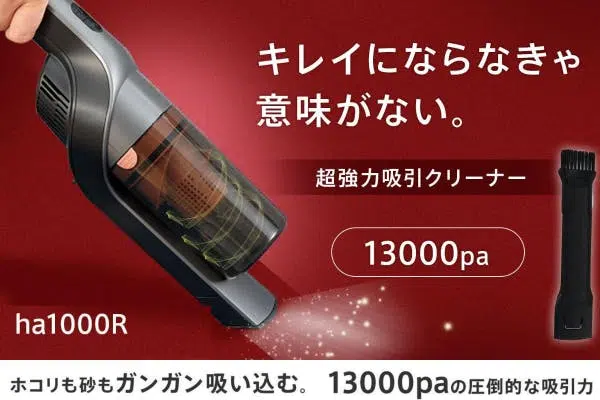 キレイにならなきゃ
意味がない。
超強力吸引クリーナー
13000pa
ha1000R
ホコリも砂もガンガン吸い込む。 13000paの圧倒的な吸引力